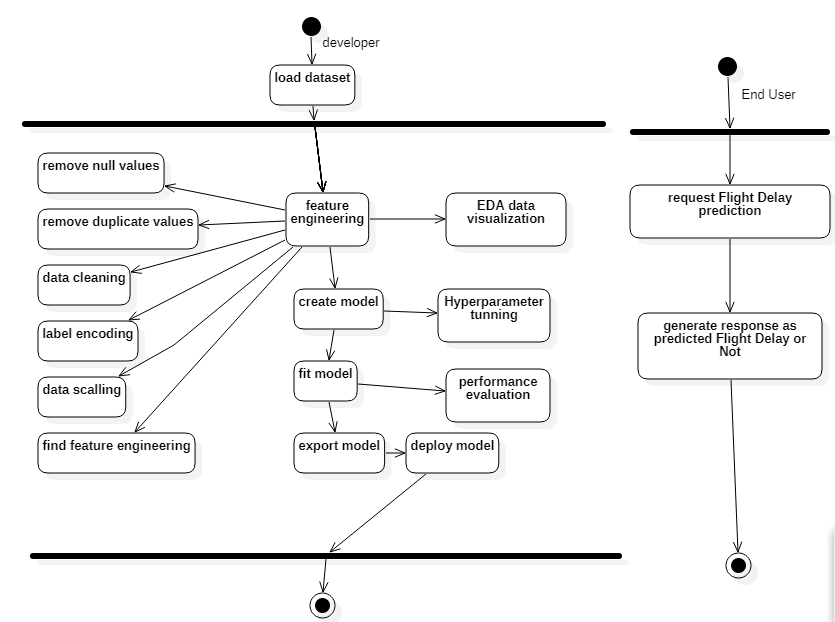 developer
load dataset
End User
remove null values
remove duplicate values
data cleaning
label encoding
data scalling
find feature engineering
feature
engineering
EDA data
visualization
create model
Hyperparameter
tunning
fit model
performance
evaluation
export model
deploy model
request Flight Delay
prediction
generate response as
predicted Flight Delay or
Not